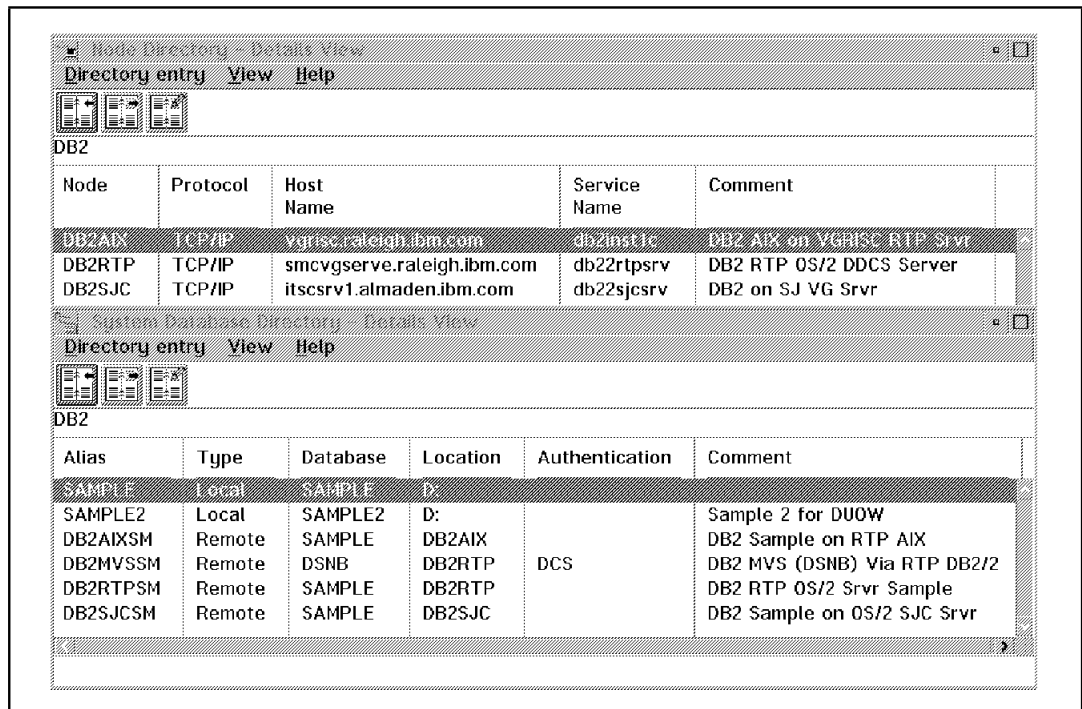 Node Directory - Details View
Directory entry View Help
DB2
Node Protocol Host Name Service Name Comment
DB2AIX TCP/IP vgrisc.raleigh.ibm.com db2inst1c DB2 AIX on VGRISC RTP Srvr
DB2RTP TCP/IP smcvgserve.raleigh.ibm.com db22rtpsrv DB2 RTP OS/2 DDCS Server
DB2SJC TCP/IP itscsrv1.almaden.ibm.com db22sjcsrv DB2 on SJ VG Srvr
System Database Directory - Details View
Directory entry View Help
DB2
Alias Type Database Location Authentication Comment
SAMPLE Local SAMPLE D:
SAMPLE2 Local SAMPLE2 D: Sample 2 for DUOW
DB2AIXSM Remote SAMPLE DB2AIX DB2 Sample on RTP AIX
DB2MVSSM Remote DSNB DB2RTP DCS DB2 MVS (DSNB) Via RTP DB2/2
DB2RTPSM Remote SAMPLE DB2RTP DB2 RTP OS/2 Srvr Sample
DB2SJCSM Remote SAMPLE DB2SJC DB2 Sample on OS/2 SJC Srvr